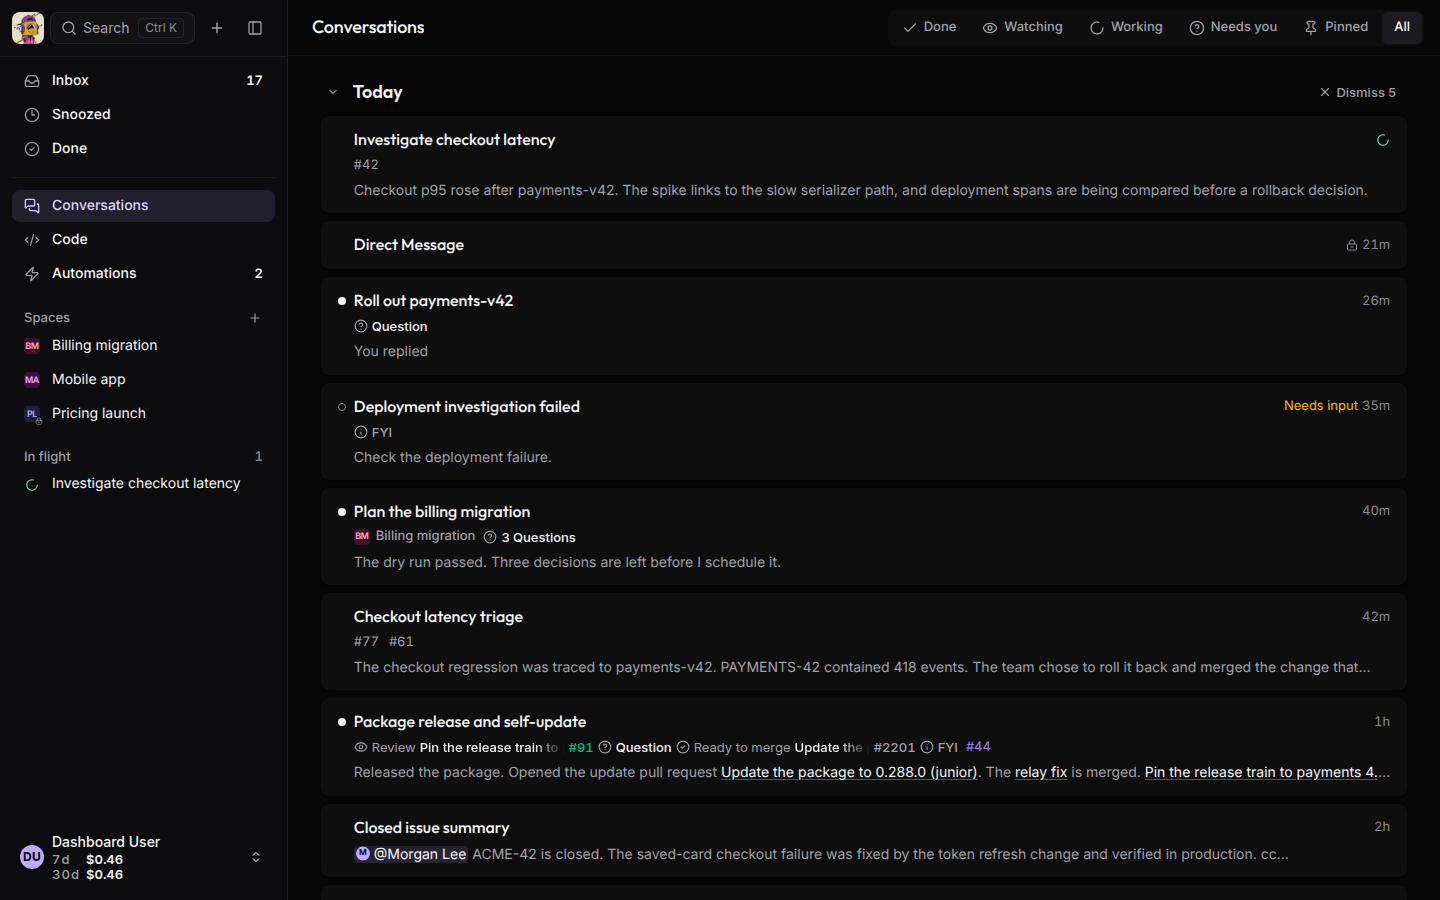 Search Ctrl K
Inbox 17
Snoozed
Done
Conversations
Code
Automations 2
Spaces
BM Billing migration
MA Mobile app
PL Pricing launch
In flight 1
Investigate checkout latency
DU Dashboard User
7d $0.46
30d $0.46
Conversations
Done Watching Working Needs you Pinned All
Today Dismiss 5
Investigate checkout latency
#42
Checkout p95 rose after payments-v42. The spike links to the slow serializer path, and deployment spans are being compared before a rollback decision.
Direct Message 21m
Roll out payments-v42 26m
Question
You replied
Deployment investigation failed Needs input 35m
FYI
Check the deployment failure.
Plan the billing migration 40m
BM Billing migration 3 Questions
The dry run passed. Three decisions are left before I schedule it.
Checkout latency triage 42m
#77 #61
The checkout regression was traced to payments-v42. PAYMENTS-42 contained 418 events. The team chose to roll it back and merged the change that...
Package release and self-update 1h
Review Pin the release train to #91 Question Ready to merge Update the #2201 FYI #44
Released the package. Opened the update pull request Update the package to 0.288.0 (junior). The relay fix is merged. Pin the release train to payments 4....
Closed issue summary 2h
M @Morgan Lee ACME-42 is closed. The saved-card checkout failure was fixed by the token refresh change and verified in production. cc...